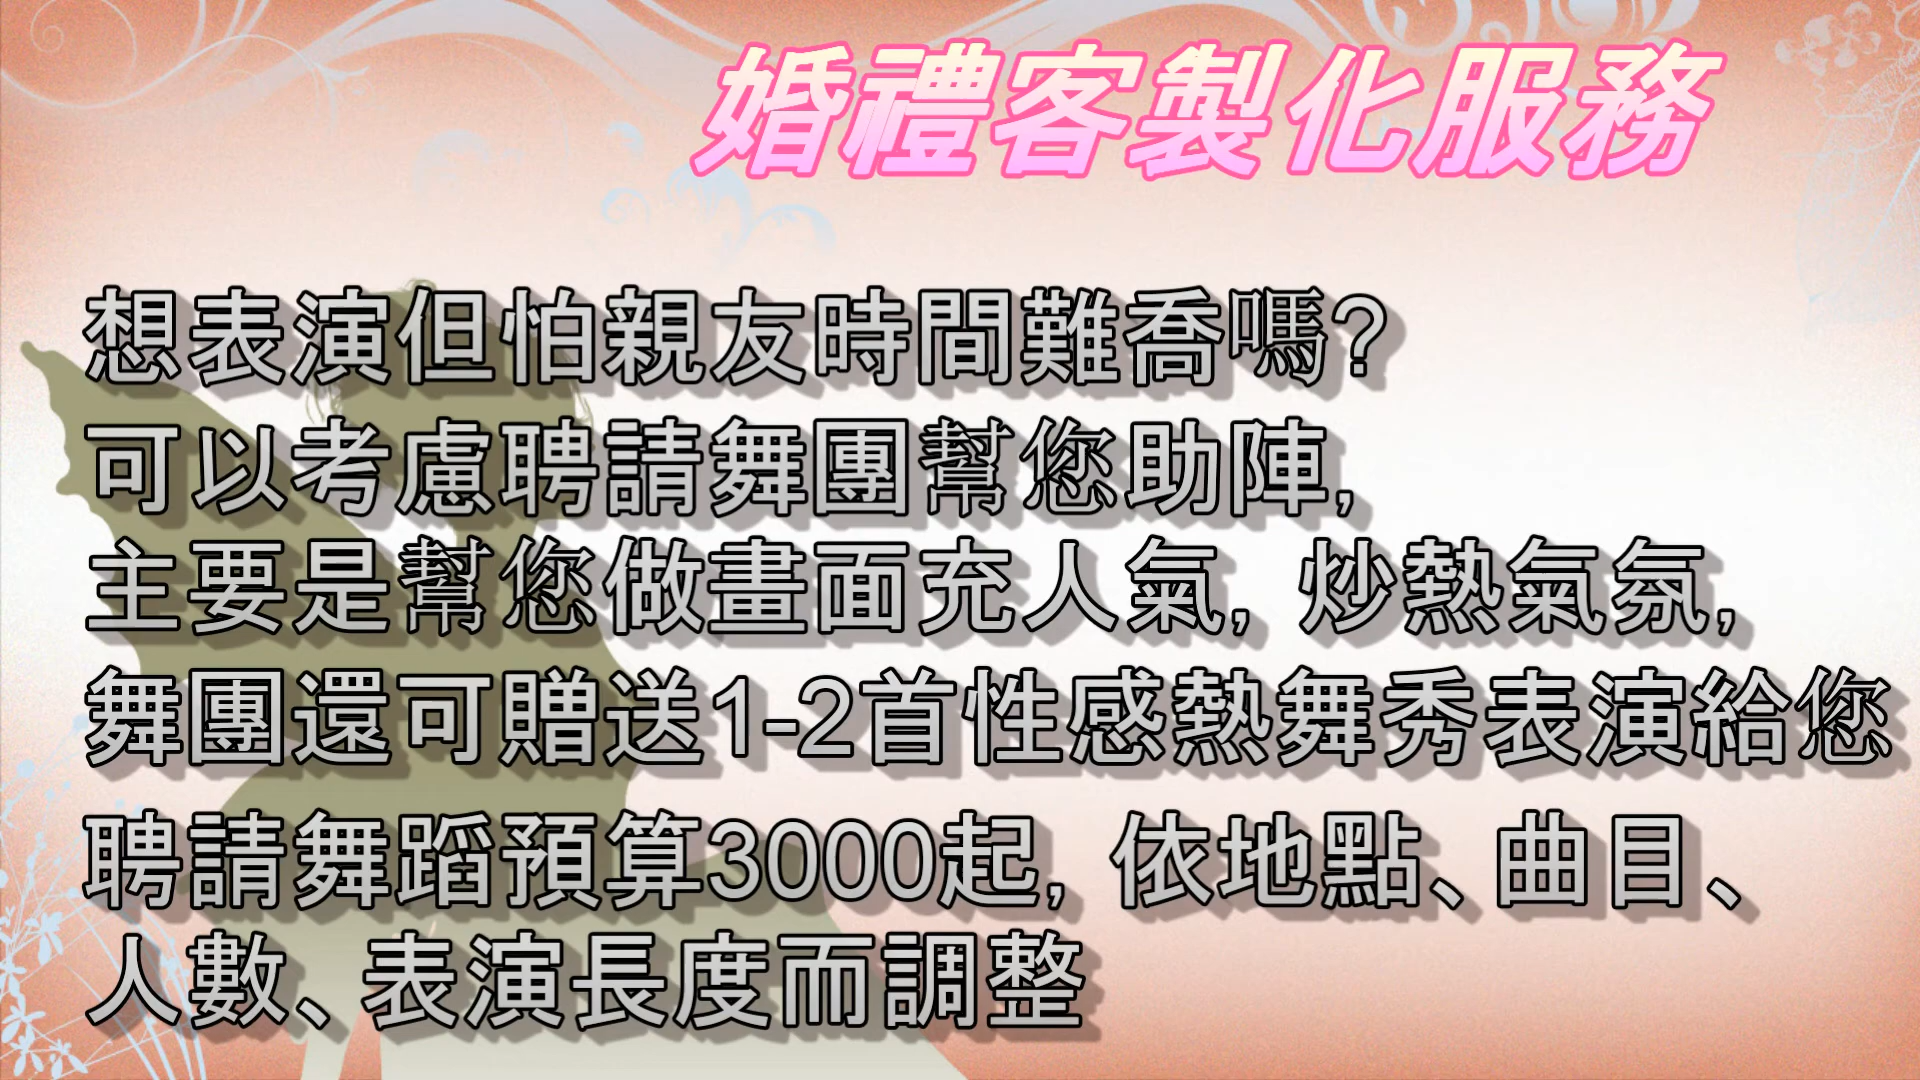 婚禮客製化服務
想表演但怕親友時間難喬嗎?
可以考慮聘請舞團幫您助陣,
主要是幫您做畫面充人氣, 炒熱氣氛,
舞團還可贈送1-2首性感熱舞秀表演給您
聘請舞蹈預算3000起, 依地點、曲目、
人數、表演長度而調整